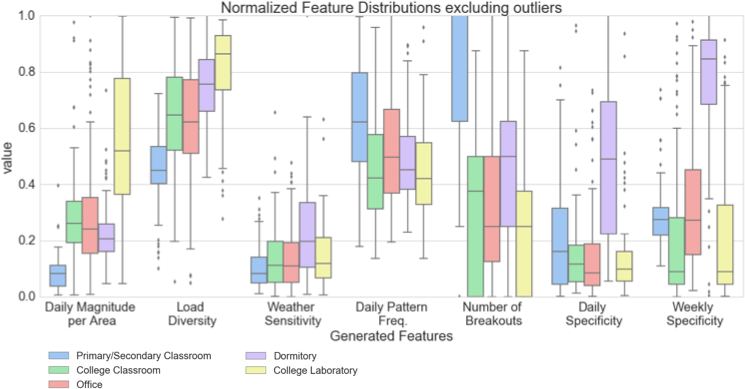 Normalized Feature Distributions excluding outliers
1.0
0.8
0.6
0.4
0.2
0.0
value
Daily Magnitude per Area
Load Diversity
Weather Sensitivity
Daily Pattern Freq.
Number of Breakouts
Daily Specificity
Weekly Specificity
Generated Features
Primary/Secondary Classroom
College Classroom
Office
Dormitory
College Laboratory